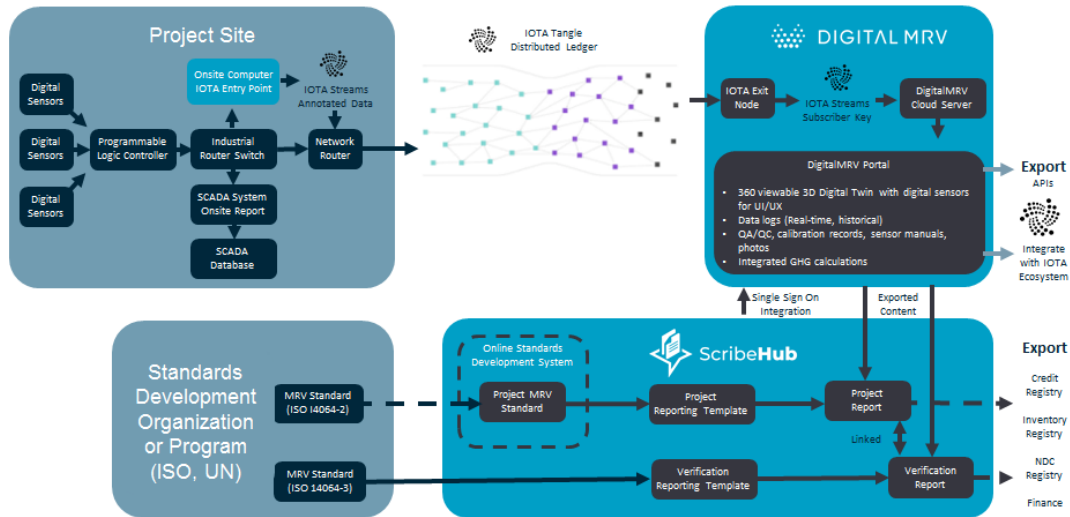 Project Site
Digital
Sensors
Digital
Sensors
Digital
Sensors
Programmable
Logic Controller
Onsite Computer
IOTA Entry Point
Industrial
Router Switch
SCADA System
Onsite Report
SCADA
Database
IOTA Streams
Annotated Data
Network
Router
IOTA Tangle
Distributed Ledger
DIGITAL MRV
IOTA Exit
Node
IOTA Streams
Subscriber Key
DigitalMRV
Cloud Server
DigitalMRV Portal
• 360 viewable 3D Digital Twin with digital sensors
for UI/UX
• Data logs (Real-time, historical)
• QA/QC, calibration records, sensor manuals,
photos
• Integrated GHG calculations
Export
APIs
Integrate
with IOTA
Ecosystem
Single Sign On
Integration
Exported
Content
Standards
Development
Organization
or Program
(ISO, UN)
MRV Standard
(ISO I4064-2)
MRV Standard
(ISO 14064-3)
Online Standards
Development System
Project MRV
Standard
ScribeHub
Project
Reporting Template
Project
Report
Linked
Verification
Reporting Template
Verification
Report
Export
Credit
Registry
Inventory
Registry
NDC
Registry
Finance